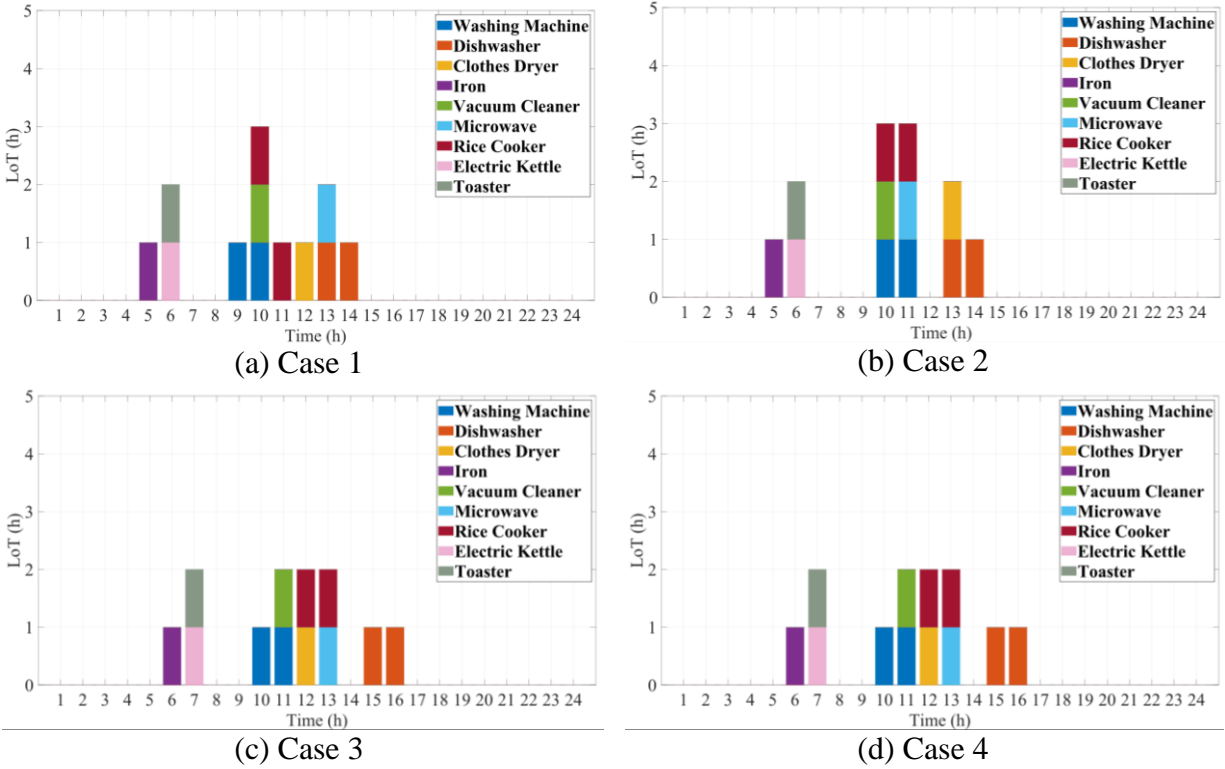 5
4
3
2
1
0
LoT (h)
Washing Machine
Dishwasher
Clothes Dryer
Iron
Vacuum Cleaner
Microwave
Rice Cooker
Electric Kettle
Toaster
1 2 3 4 5 6 7 8 9 10 11 12 13 14 15 16 17 18 19 20 21 22 23 24
Time (h)
(a) Case 1
5
4
3
2
1
0
LoT (h)
Washing Machine
Dishwasher
Clothes Dryer
Iron
Vacuum Cleaner
Microwave
Rice Cooker
Electric Kettle
Toaster
1 2 3 4 5 6 7 8 9 10 11 12 13 14 15 16 17 18 19 20 21 22 23 24
Time (h)
(b) Case 2
5
4
3
2
1
0
LoT (h)
Washing Machine
Dishwasher
Clothes Dryer
Iron
Vacuum Cleaner
Microwave
Rice Cooker
Electric Kettle
Toaster
1 2 3 4 5 6 7 8 9 10 11 12 13 14 15 16 17 18 19 20 21 22 23 24
Time (h)
(c) Case 3
5
4
3
2
1
0
LoT (h)
Washing Machine
Dishwasher
Clothes Dryer
Iron
Vacuum Cleaner
Microwave
Rice Cooker
Electric Kettle
Toaster
1 2 3 4 5 6 7 8 9 10 11 12 13 14 15 16 17 18 19 20 21 22 23 24
Time (h)
(d) Case 4